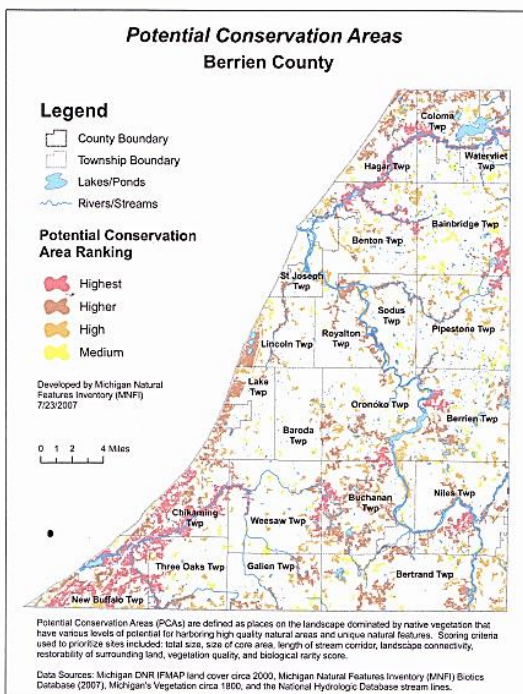 Potential Conservation Areas
Berrien County
Legend
County Boundary
Township Boundary
Lakes/Ponds
Rivers/Streams
Potential Conservation
Area Ranking
Highest
Higher
High
Medium
Developed by Michigan Natural
Features Inventory (MNFI)
7/23/2007
0 2 4 Miles
Coloma
Twp
Watervliet
Twp
Hagar Twp
Bainbridge Twp
Benton Twp
St Joseph
Twp
Sodus
Twp
Pipestone Twp
Royalton
Twp
Lincoln Twp
Lake
Twp
Oronoko Twp
Berrien Twp
Baroda
Twp
Niles Twp
Buchanan
Twp
Chikaming
Twp
Weesaw Twp
Three Oaks Twp
Galien Twp
Bertrand Twp
New Buffalo Twp
Potential Conservation Areas (PCAs) are defined as places on the landscape dominated by native vegetation that
have various levels of potential for harboring high quality natural areas and unique natural features. Scoring criteria
used to prioritize sites included: total size, size of core area, length of stream corridor, landscape connectivity,
restorability of surrounding land, vegetation quality, and biological rarity score.
Data Sources: Michigan DNR IFMAP land cover circa 2000, Michigan Natural Features Inventory (MNFI) Biotics
Database (2007), Michigan's Vegetation circa 1800, and the National Hydrologic Database stream lines.